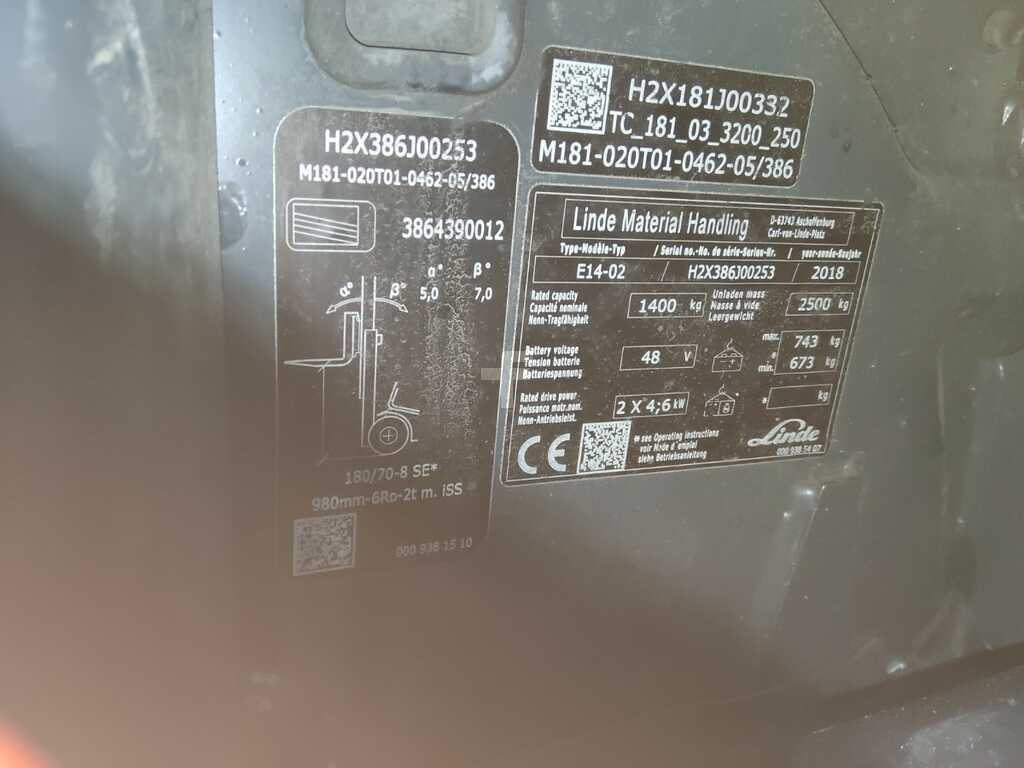 H2X386J00253
M181-020T01-0462-05/386
3864390012
α° β°
5,0 7,0
α° β°
180/70-8 SE*
980mm-6Ro-2t m. iSS *
000 938 15 10
H2X181J00332
TC_181_03_3200_250
M181-020T01-0462-05/386
Linde Material Handling
D-63743 Aschaffenburg
Carl-von-Linde-Platz
Type-Modèle-Typ / Serial no.-No. de série-Serien-Nr. / year-année-Baujahr
E14-02 / H2X386J00253 / 2018
Rated capacity
Capacité nominale
Nenn-Tragfähigkeit
1400 kg
Unladen mass
Masse à vide
Leergewicht
2500 kg
Battery voltage
Tension batterie
Batteriespannung
48 V
max. 743 kg
*
min. 673 kg
Rated drive power
Puissance motr.nom.
Nenn-Antriebsleist.
2 X 4,6 kW
* kg
CE
* see Operating instructions
voir Mode d'emploi
siehe Betriebsanleitung
Linde
000 938 54 07